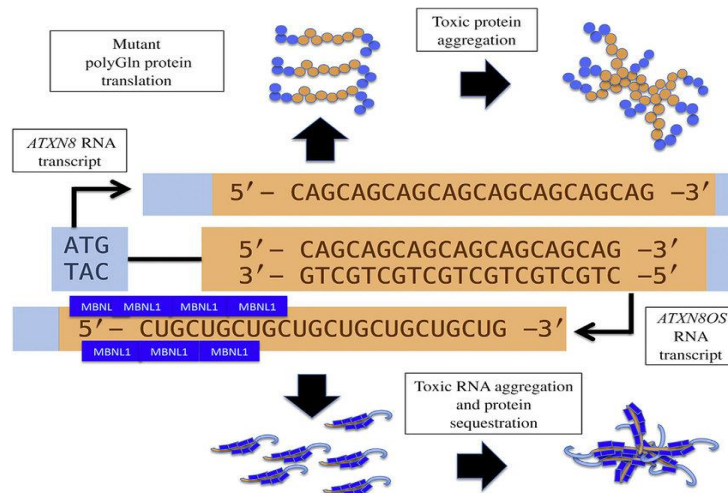 Mutant
polyGln protein
translation
Toxic protein
aggregation
ATXN8 RNA
transcript
5′– CAGCAGCAGCAGCAGCAGCAGCAG –3′
ATG
TAC
5′– CAGCAGCAGCAGCAGCAGCAG –3′
3′– GTCGTCGTCGTCGTCGTCGTC –5′
MBNL MBNL1 MBNL1 MBNL1
5′– CUGCUGCUGCUGCUGCUGCUGCUG –3′
MBNL1 MBNL1 MBNL1
ATXN8OS
RNA
transcript
Toxic RNA aggregation
and protein
sequestration